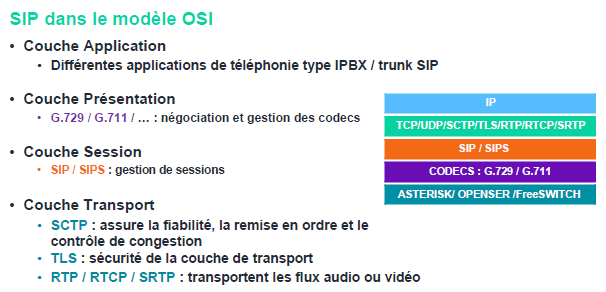 SIP dans le modèle OSI
• Couche Application
• Différentes applications de téléphonie type IPBX / trunk SIP
• Couche Présentation
• G.729 / G.711 / … : négociation et gestion des codecs
• Couche Session
• SIP / SIPS : gestion de sessions
• Couche Transport
• SCTP : assure la fiabilité, la remise en ordre et le
contrôle de congestion
• TLS : sécurité de la couche de transport
• RTP / RTCP / SRTP : transportent les flux audio ou vidéo
IP
TCP/UDP/SCTP/TLS/RTP/RTCP/SRTP
SIP / SIPS
CODECS : G.729 / G.711
ASTERISK/ OPENSER /FreeSWITCH